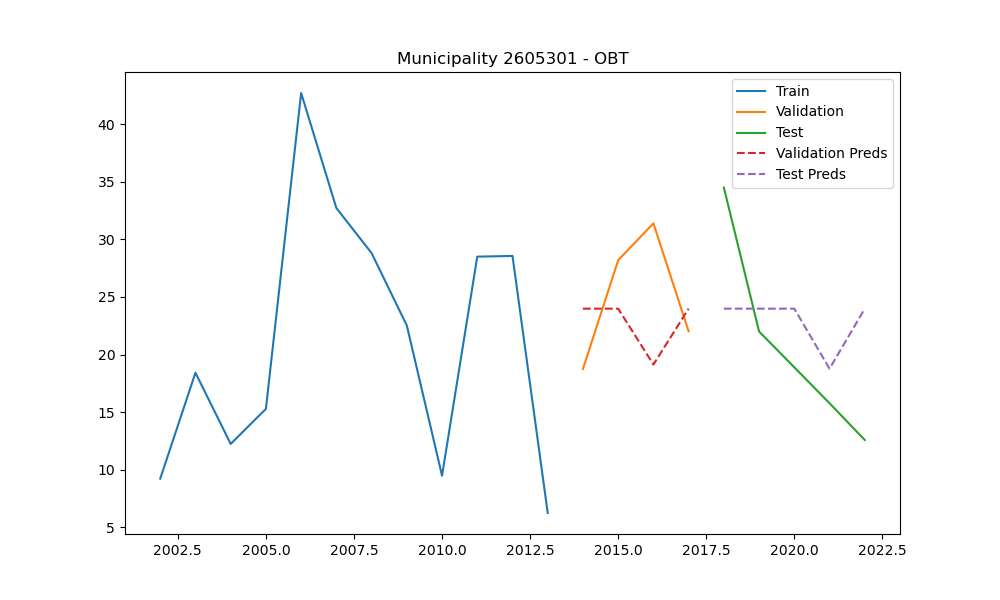 Municipality 2605301 - OBT
Train
Validation
Test
Validation Preds
Test Preds
40
35
30
25
20
15
10
5
2002.5 2005.0 2007.5 2010.0 2012.5 2015.0 2017.5 2020.0 2022.5